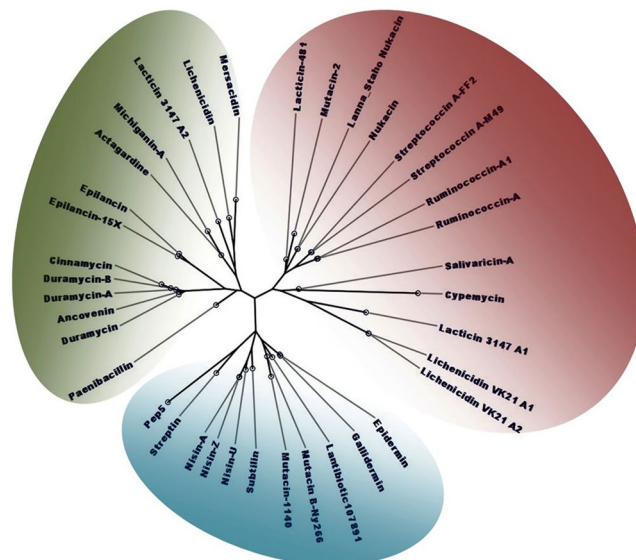 Mersacidin
Lichenicidin
Lacticin 3147 A2
Michiganin-A
Actagardine
Epilancin
Epilancin-15X
Cinnamycin
Duramycin-B
Duramycin-A
Ancovenin
Duramycin
Paenibacillin
Lacticin-481
Mutacin-2
Lanna_Staho Nukacin
Nukacin
Streptococcin A-FF2
Streptococcin A-M49
Ruminococcin-A1
Ruminococcin-A
Salivaricin-A
Cypemycin
Lacticin 3147 A1
Lichenicidin VK21 A1
Lichenicidin VK21 A2
Pep5
Streptin
Nisin-A
Nisin-Z
Nisin-U
Subtilin
Mutacin-1140
Mutacin B-Ny266
Lantibiotic107891
Gallidermin
Epidermin